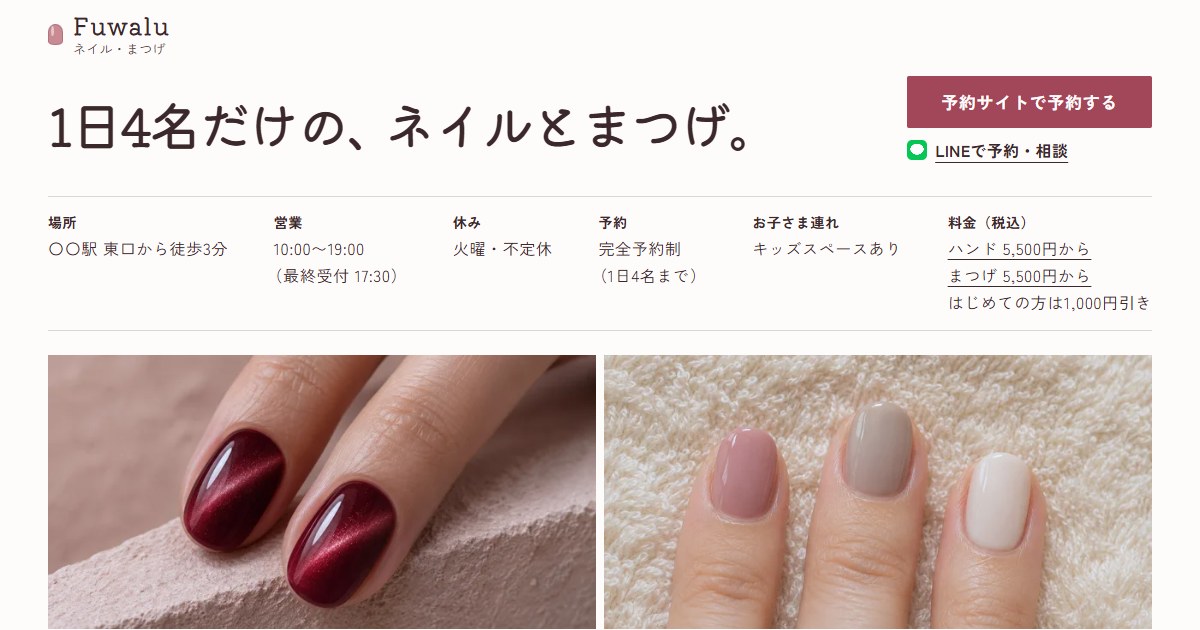 Fuwalu
ネイル・まつげ
1日4名だけの、ネイルとまつげ。
予約サイトで予約する
LINEで予約・相談
場所
〇〇駅 東口から徒歩3分
営業
10:00〜19:00
（最終受付 17:30）
休み
火曜・不定休
予約
完全予約制
（1日4名まで）
お子さま連れ
キッズスペースあり
料金（税込）
ハンド 5,500円から
まつげ 5,500円から
はじめての方は1,000円引き